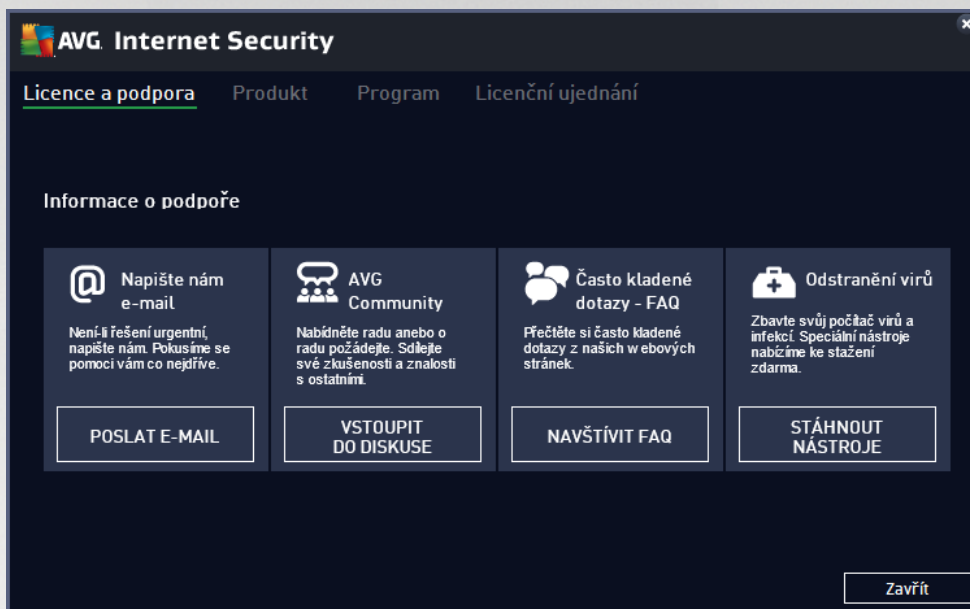 AVG. Internet Security
Licence a podpora Produkt Program Licenční ujednání
Informace o podpoře
Napište nám
e-mail
Není-li řešení urgentní,
napište nám. Pokusíme se
pomoci vám co nejdříve.
POSLAT E-MAIL
AVG
Community
Nabídněte radu anebo o
radu požádejte. Sdílejte
své zkušenosti a znalosti
s ostatními.
VSTOUPIT
DO DISKUSE
Často kladené
dotazy - FAQ
Přečtěte si často kladené
dotazy z našich webových
stránek.
NAVŠTÍVIT FAQ
Odstranění virů
Zbavte svůj počítač virů a
infekcí. Speciální nástroje
nabízíme ke stažení
zdarma.
STÁHNOUT
NÁSTROJE
Zavřít